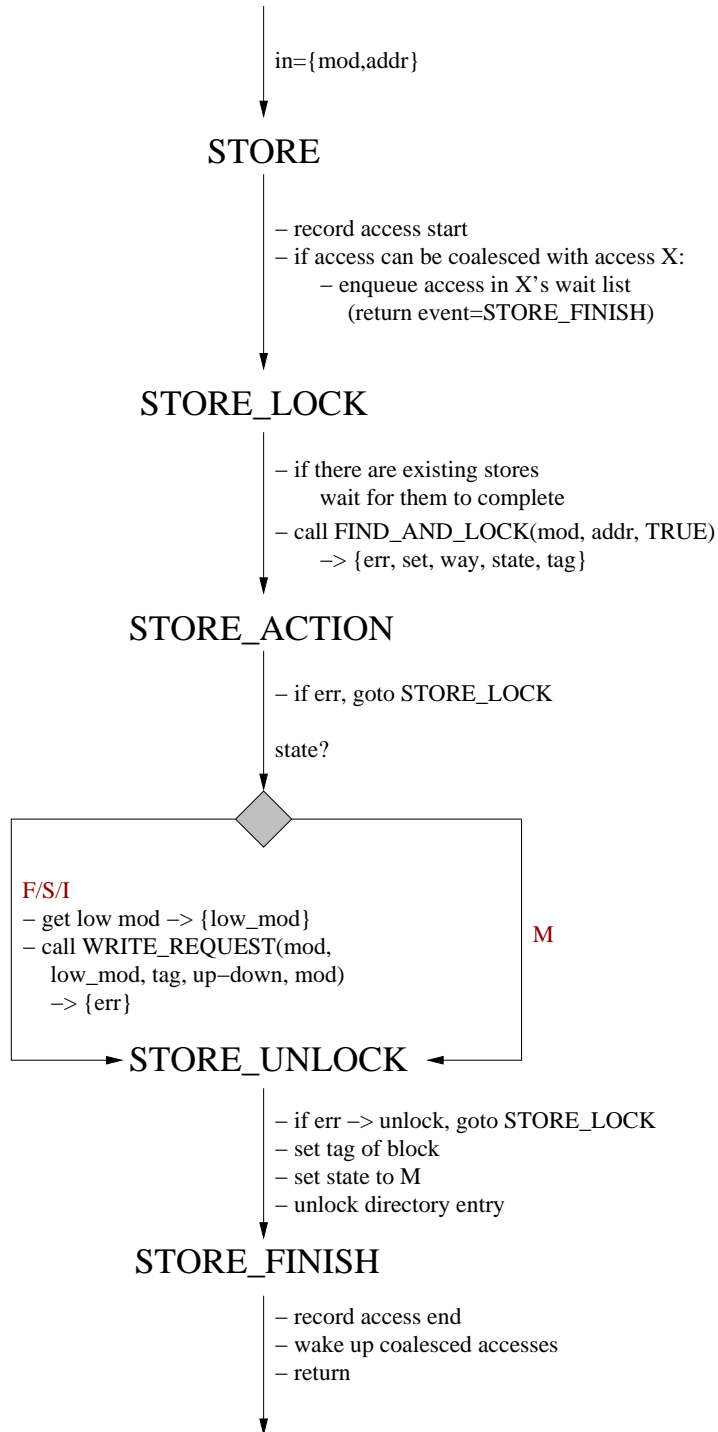 in={mod,addr}
STORE
– record access start
– if access can be coalesced with access X:
– enqueue access in X's wait list
(return event=STORE_FINISH)
STORE_LOCK
– if there are existing stores
wait for them to complete
– call FIND_AND_LOCK(mod, addr, TRUE)
–> {err, set, way, state, tag}
STORE_ACTION
– if err, goto STORE_LOCK
state?
F/S/I
– get low mod –> {low_mod}
– call WRITE_REQUEST(mod,
low_mod, tag, up–down, mod)
–> {err}
M
STORE_UNLOCK
– if err –> unlock, goto STORE_LOCK
– set tag of block
– set state to M
– unlock directory entry
STORE_FINISH
– record access end
– wake up coalesced accesses
– return